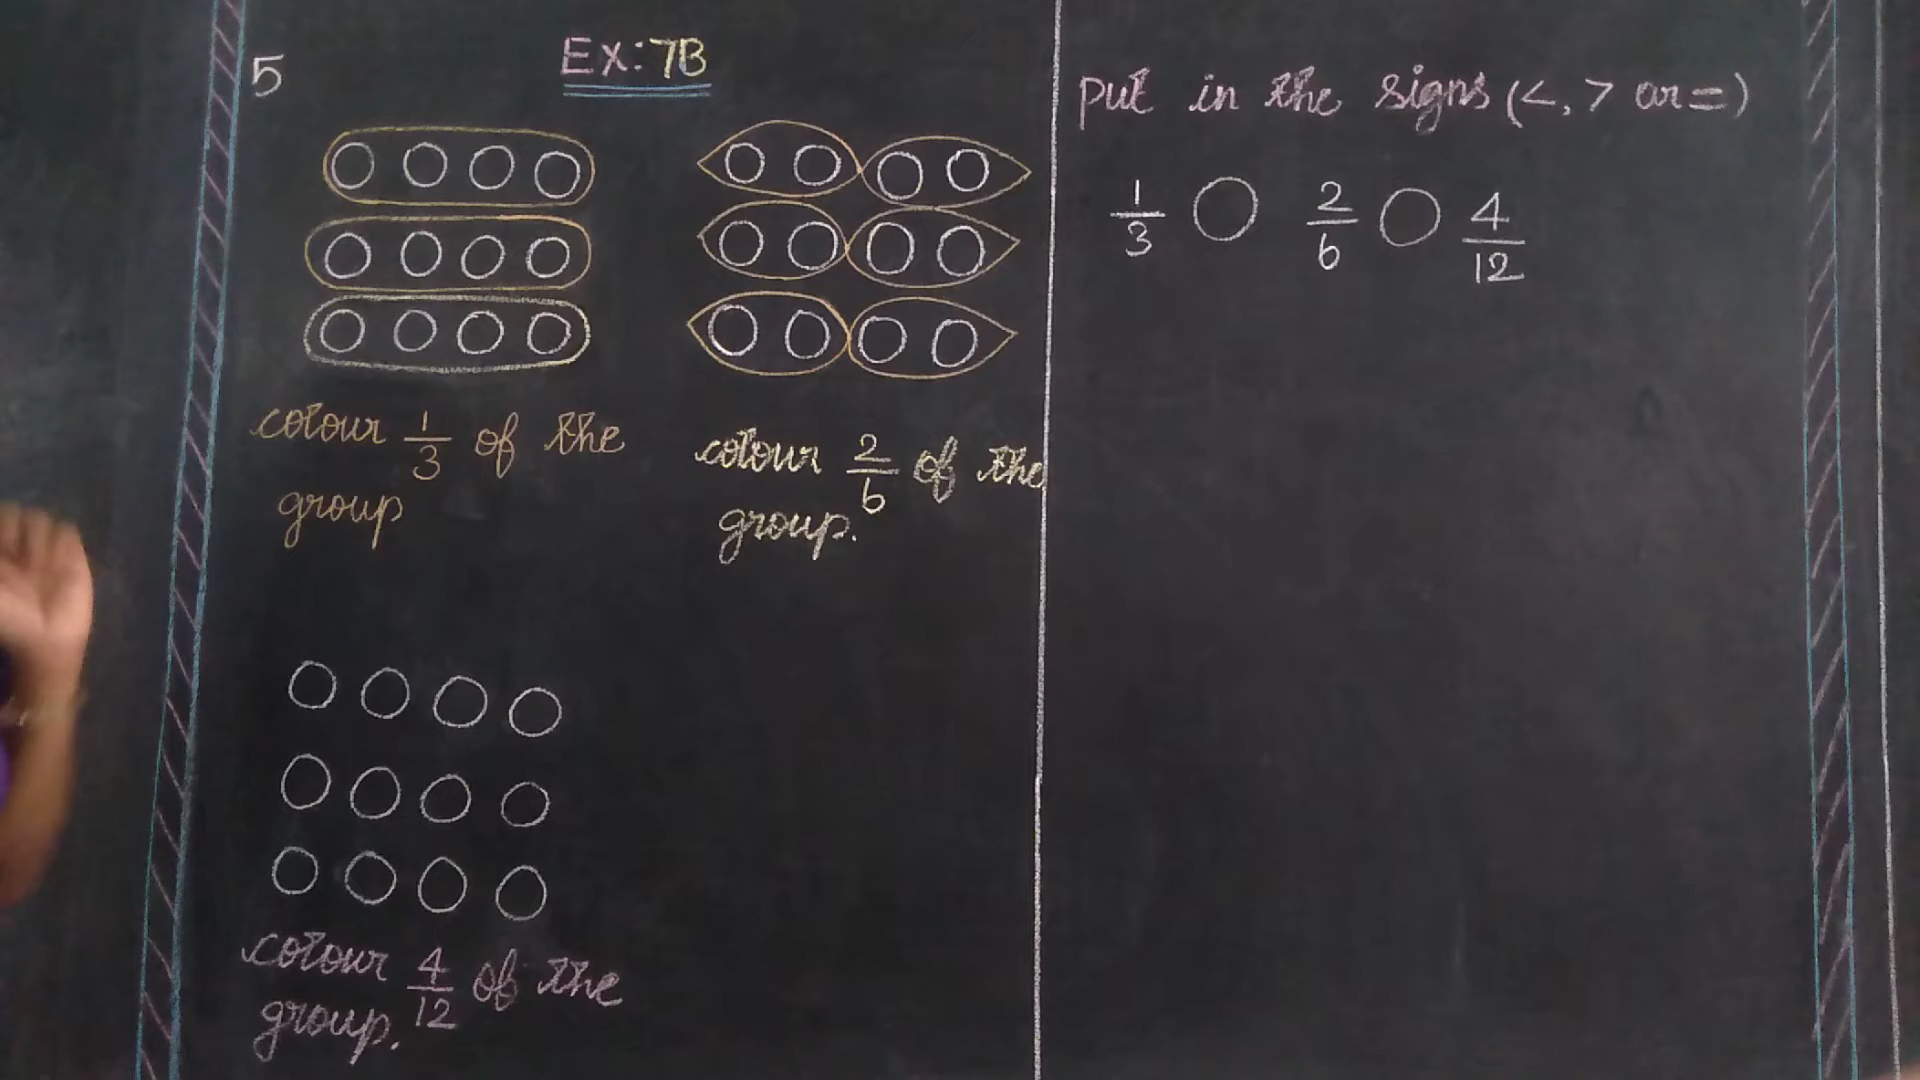 5
Ex: 7B
colour 1/3 of the
group
colour 2/6 of the
group.
colour 4/12 of the
group.
put in the signs (<, > or =)
1/3 ○ 2/6 ○ 4/12